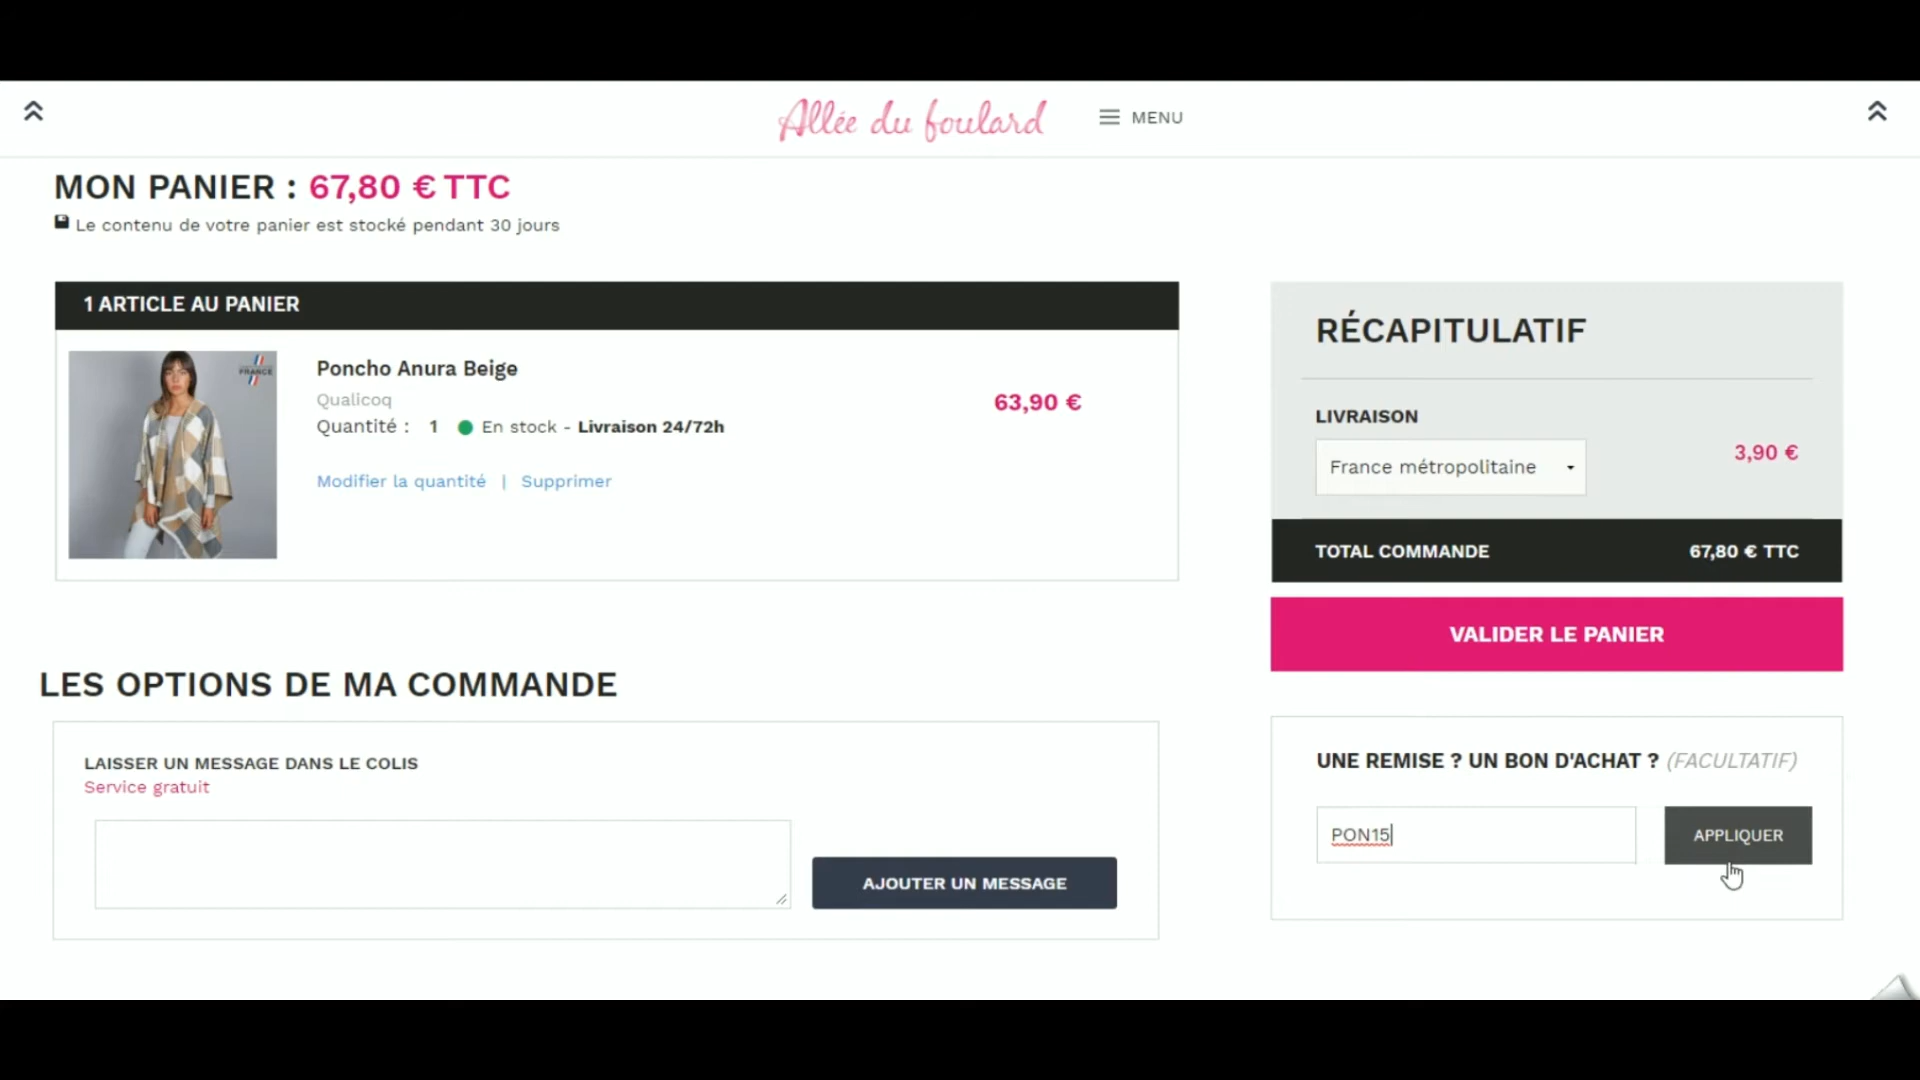 Allée du foulard
MENU
MON PANIER : 67,80 € TTC
Le contenu de votre panier est stocké pendant 30 jours
1 ARTICLE AU PANIER
FRANCE
Poncho Anura Beige
Qualicoq
Quantité : 1 En stock - Livraison 24/72h
63,90 €
Modifier la quantité | Supprimer
RÉCAPITULATIF
LIVRAISON
France métropolitaine
3,90 €
TOTAL COMMANDE 67,80 € TTC
VALIDER LE PANIER
LES OPTIONS DE MA COMMANDE
LAISSER UN MESSAGE DANS LE COLIS
Service gratuit
AJOUTER UN MESSAGE
UNE REMISE ? UN BON D'ACHAT ? (FACULTATIF)
PON15
APPLIQUER